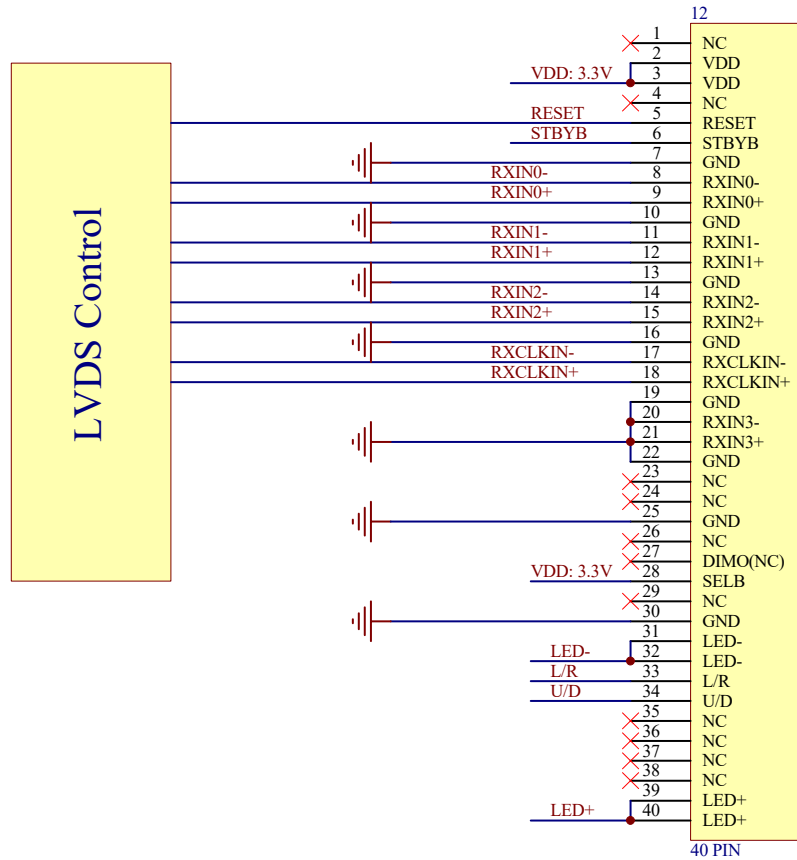 12
1 NC
2 VDD
VDD: 3.3V 3 VDD
4 NC
RESET 5 RESET
STBYB 6 STBYB
7 GND
RXIN0- 8 RXIN0-
RXIN0+ 9 RXIN0+
10 GND
RXIN1- 11 RXIN1-
RXIN1+ 12 RXIN1+
13 GND
RXIN2- 14 RXIN2-
RXIN2+ 15 RXIN2+
16 GND
RXCLKIN- 17 RXCLKIN-
RXCLKIN+ 18 RXCLKIN+
19 GND
20 RXIN3-
21 RXIN3+
22 GND
23 NC
24 NC
25 GND
26 NC
27 DIMO(NC)
VDD: 3.3V 28 SELB
29 NC
30 GND
31 LED-
LED- 32 LED-
L/R 33 L/R
U/D 34 U/D
35 NC
36 NC
37 NC
38 NC
39 LED+
LED+ 40 LED+
40 PIN
LVDS Control